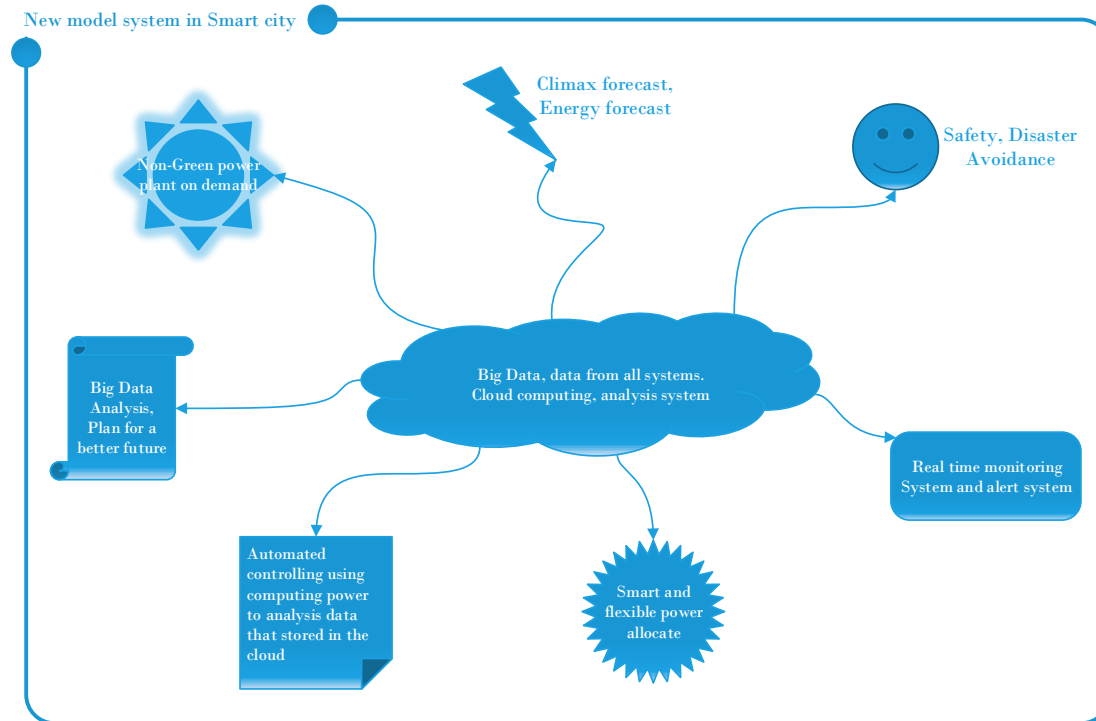 New model system in Smart city
Climax forecast,
Energy forecast
Safety, Disaster
Avoidance
Non-Green power
plant on demand
Big Data, data from all systems.
Cloud computing, analysis system
Big Data
Analysis,
Plan for a
better future
Real time monitoring
System and alert system
Automated
controlling using
computing power
to analysis data
that stored in the
cloud
Smart and
flexible power
allocate